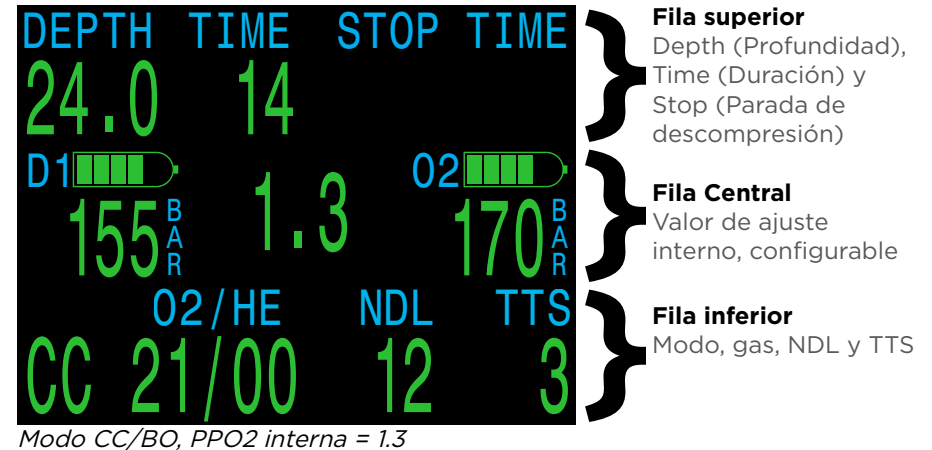 DEPTH TIME STOP TIME
24.0 14
D1 O2
155 BAR 1.3 170 BAR
O2/HE NDL TTS
CC 21/00 12 3
Modo CC/BO, PPO2 interna = 1.3
Fila superior
Depth (Profundidad),
Time (Duración) y
Stop (Parada de
descompresión)
Fila Central
Valor de ajuste
interno, configurable
Fila inferior
Modo, gas, NDL y TTS